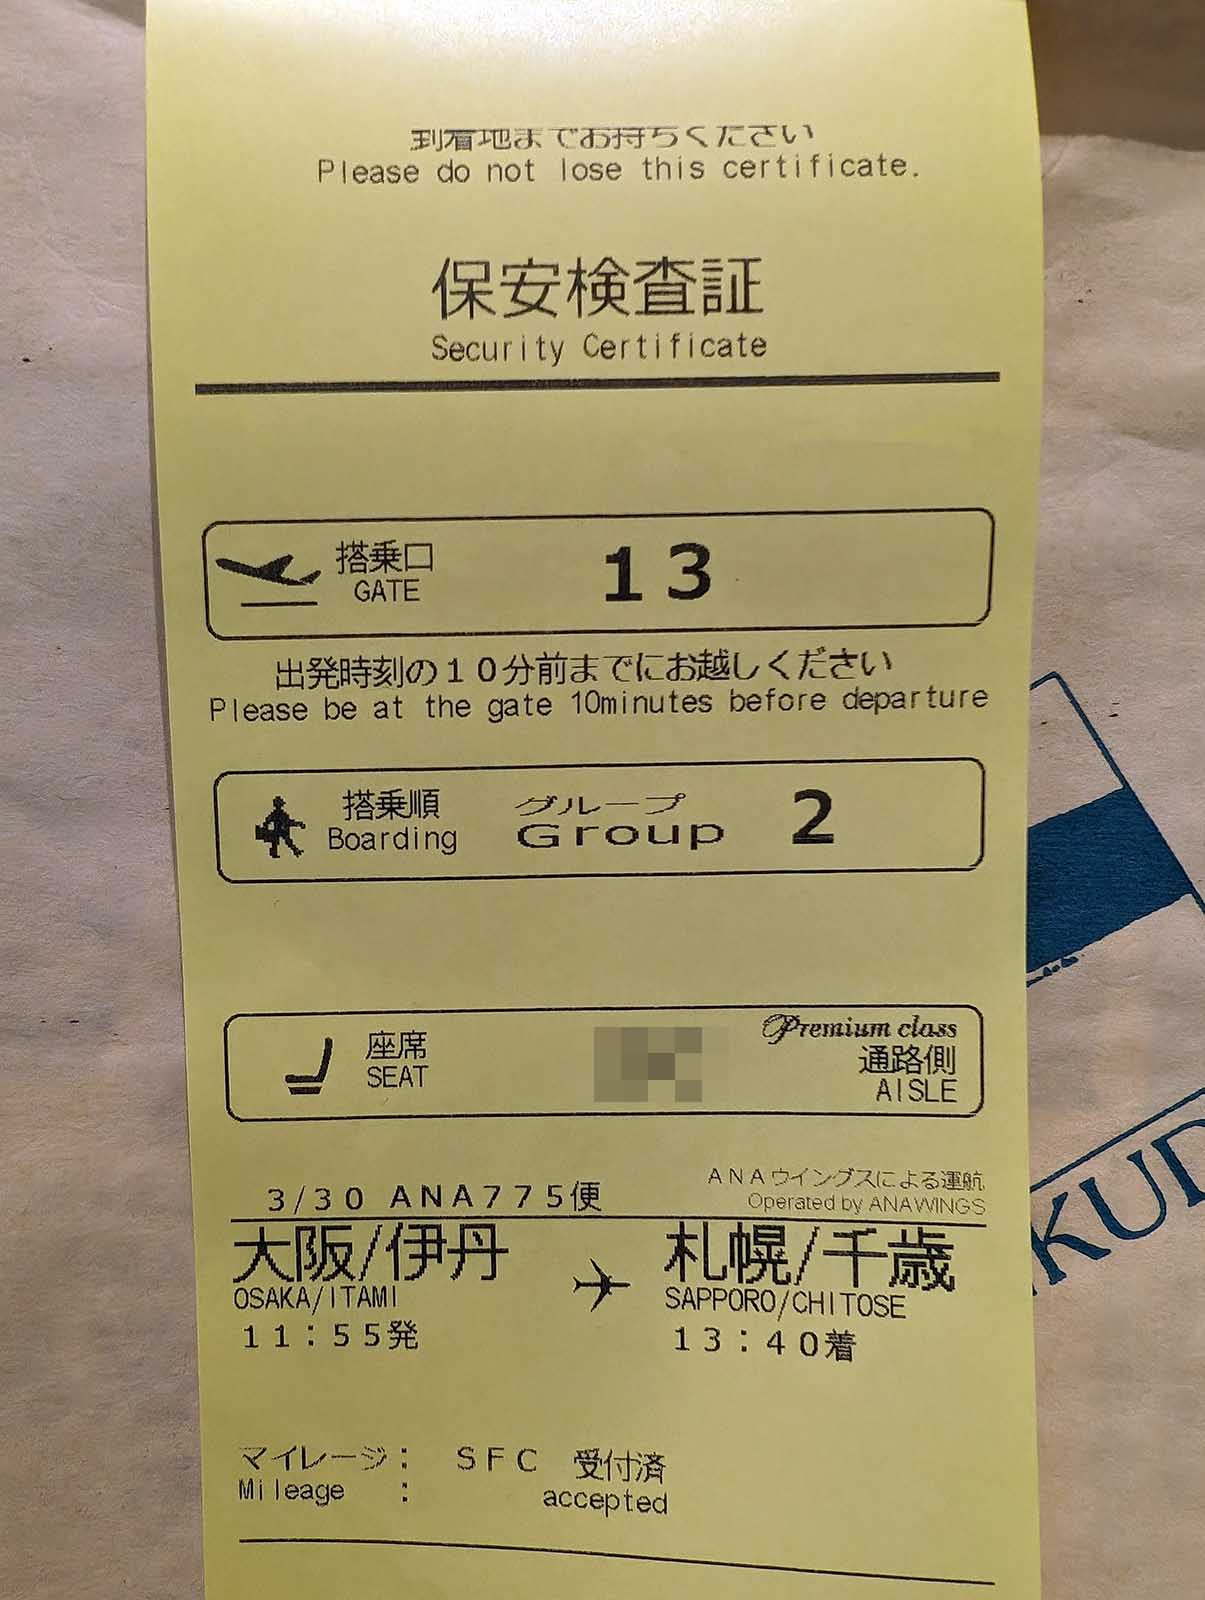 到着地までお持ちください
Please do not lose this certificate.
保安検査証
Security Certificate
搭乗口
GATE
13
出発時刻の10分前までにお越しください
Please be at the gate 10minutes before departure
搭乗順
Boarding
グループ
Group
2
座席
SEAT
Premium class
通路側
AISLE
3/30 ANA775便
ANAウイングスによる運航
Operated by ANAWINGS
大阪/伊丹
OSAKA/ITAMI
11:55発
札幌/千歳
SAPPORO/CHITOSE
13:40着
マイレージ: SFC 受付済
Mileage : accepted
KUD